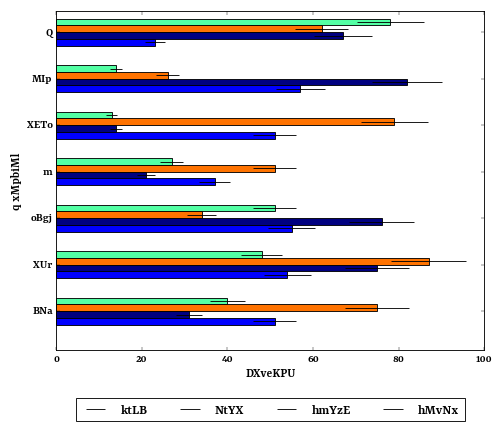 Q
MIp
XETo
m
oBgj
XUr
BNa
q xMpbiMl
0 20 40 60 80 100
DXveKPU
ktLB NtYX hmYzE hMvNx